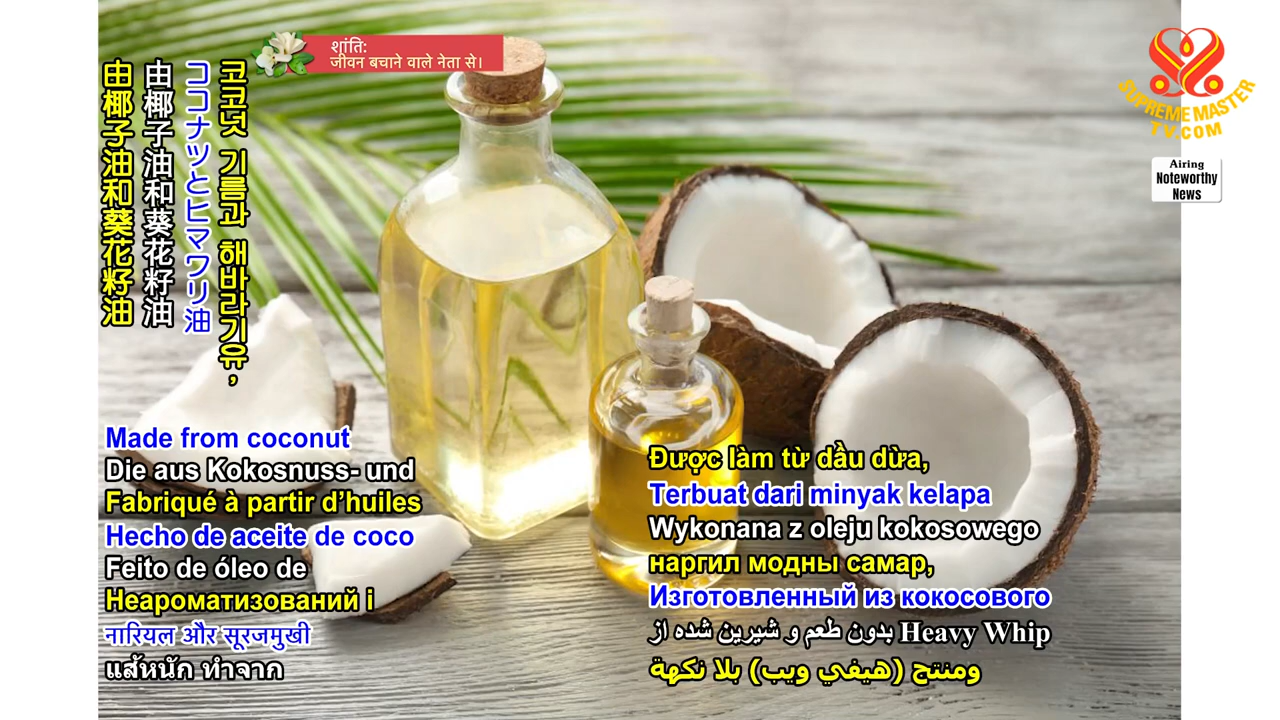 शांति:
जीवन बचाने वाले नेता से।
SUPREME MASTER
TV.COM
Airing
Noteworthy
News
由椰子油和葵花籽油
由椰子油和葵花籽油
ココナツとヒマワリ油
코코넛 기름과 해바라기유,
Made from coconut
Die aus Kokosnuss- und
Fabriqué à partir d’huiles
Hecho de aceite de coco
Feito de óleo de
Неароматизований і
नारियल और सूरजमुखी
แส้หนัก ทำจาก
Được làm từ dầu dừa,
Terbuat dari minyak kelapa
Wykonana z oleju kokosowego
наргил модны самар,
Изготовленный из кокосового
بدون طعم و شیرین شده از Heavy Whip
ومنتج (هيفي ويب) بلا نكهة